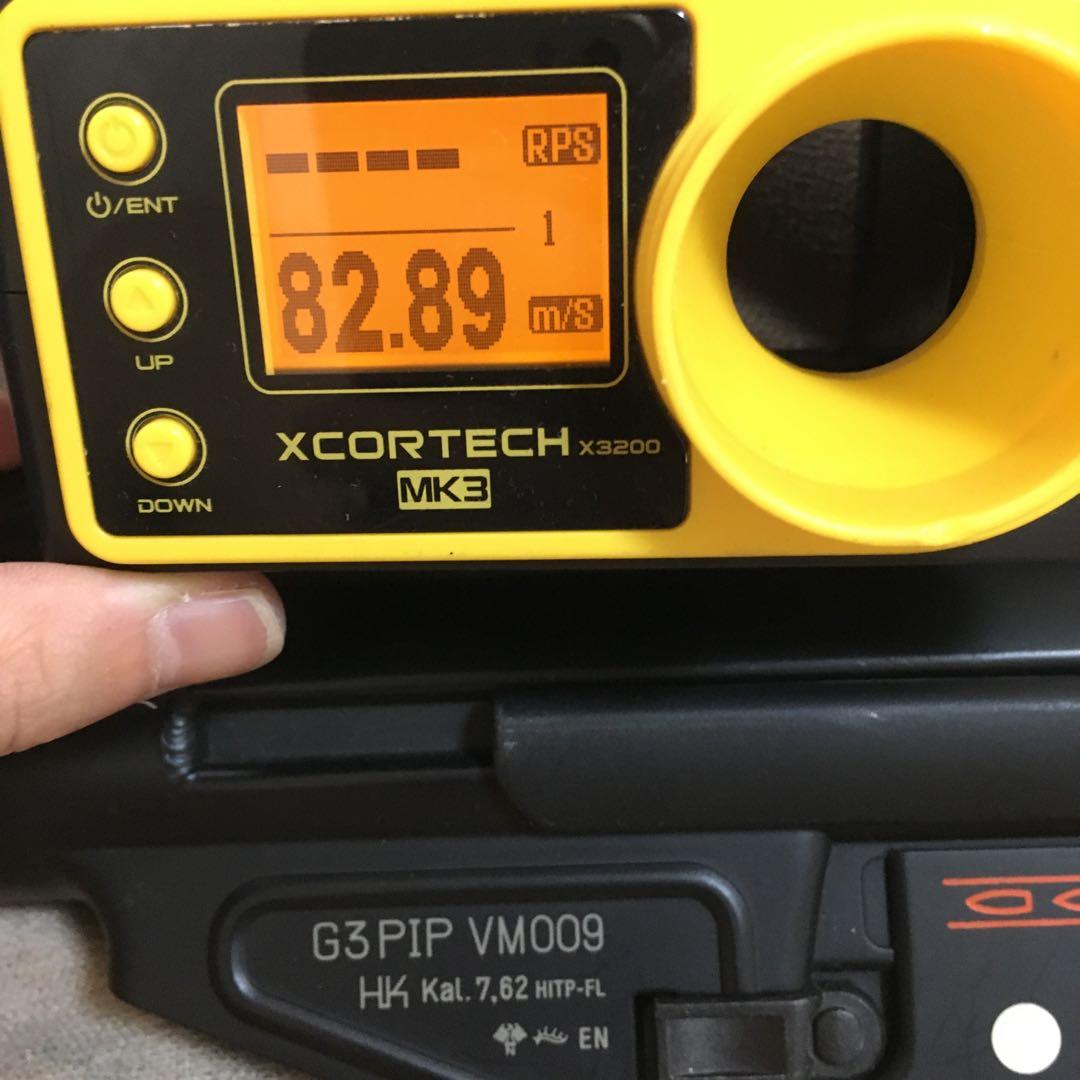 ---- RPS
1
82.89 m/s
⏻/ENT
UP
DOWN
XCORTECH X3200
MK3
G3PIP VM009
HK Kal. 7,62 HITP-FL
EN